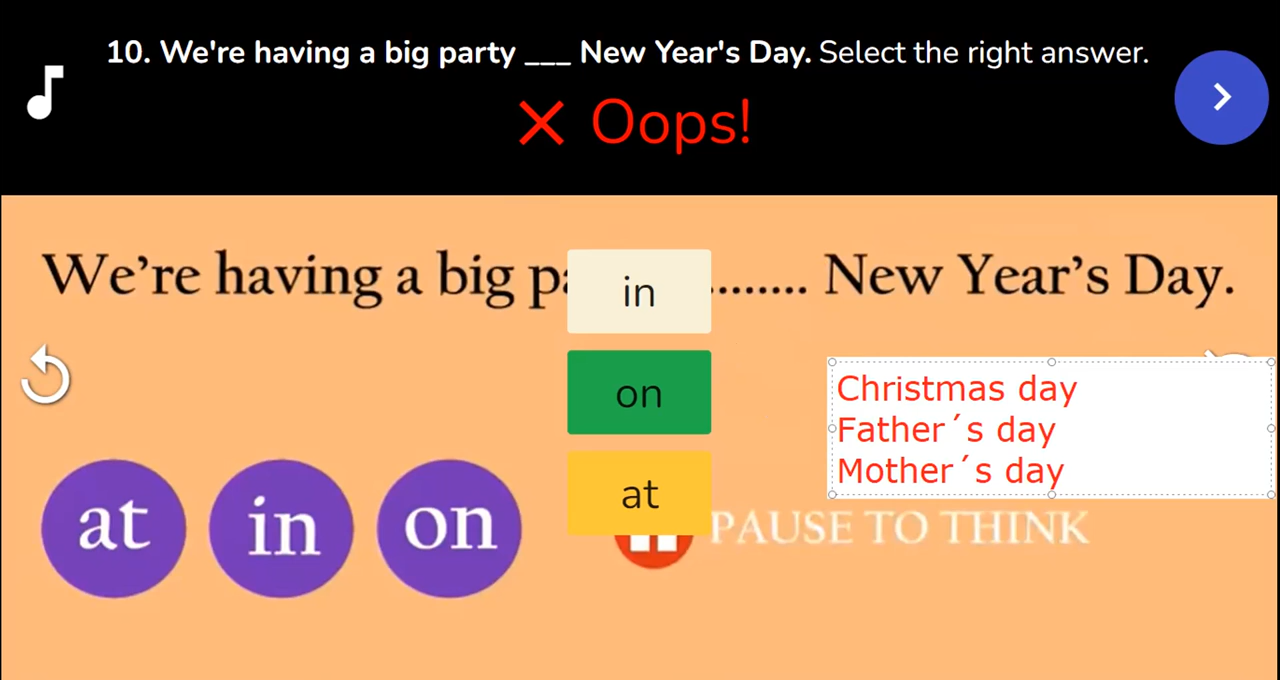 10. We're having a big party ___ New Year's Day. Select the right answer.
✕ Oops!
We're having a big pa ........ New Year's Day.
in
on
at
Christmas day
Father´s day
Mother´s day
at in on
PAUSE TO THINK